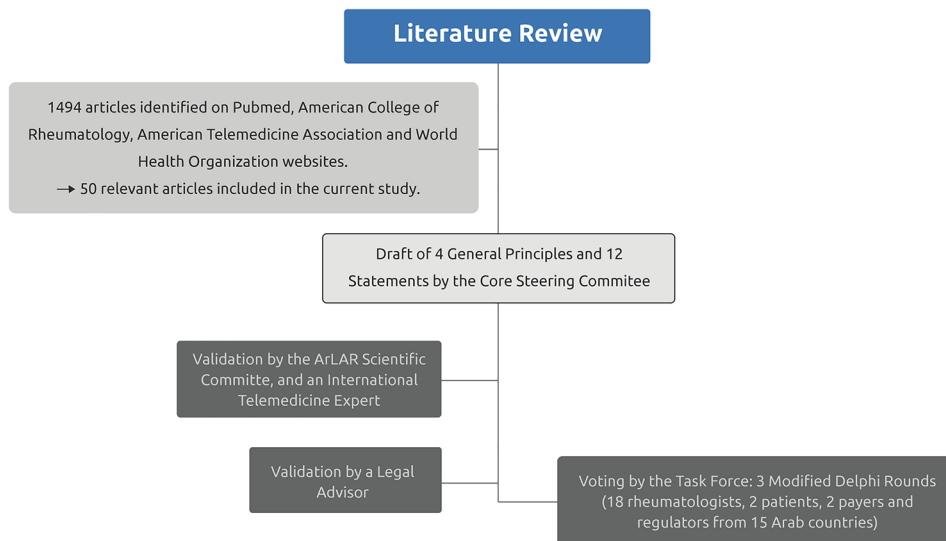 Literature Review
1494 articles identified on Pubmed, American College of
Rheumatology, American Telemedicine Association and World
Health Organization websites.
→ 50 relevant articles included in the current study.
Draft of 4 General Principles and 12
Statements by the Core Steering Commitee
Validation by the ArLAR Scientific
Committe, and an International
Telemedicine Expert
Validation by a Legal
Advisor
Voting by the Task Force: 3 Modified Delphi Rounds
(18 rheumatologists, 2 patients, 2 payers and
regulators from 15 Arab countries)